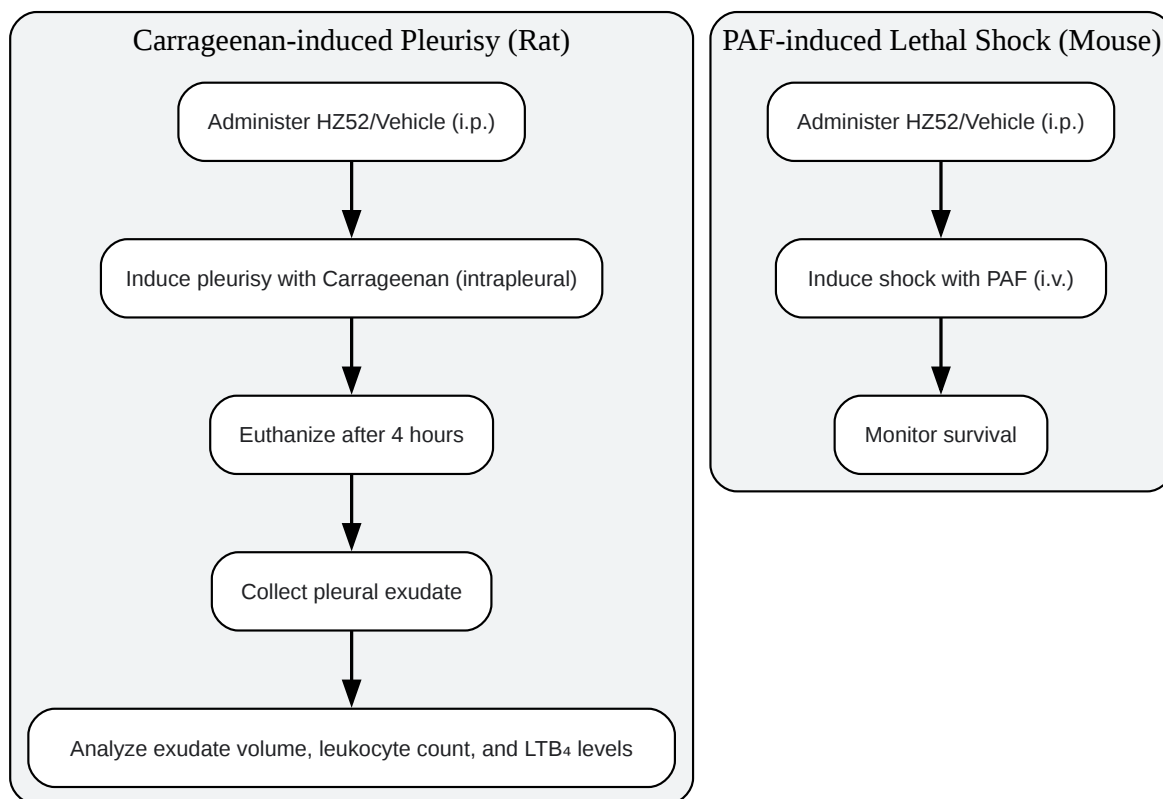 Carrageenan-induced Pleurisy (Rat)
Administer HZ52/Vehicle (i.p.)
Induce pleurisy with Carrageenan (intrapleural)
Euthanize after 4 hours
Collect pleural exudate
Analyze exudate volume, leukocyte count, and LTB₄ levels
PAF-induced Lethal Shock (Mouse)
Administer HZ52/Vehicle (i.p.)
Induce shock with PAF (i.v.)
Monitor survival